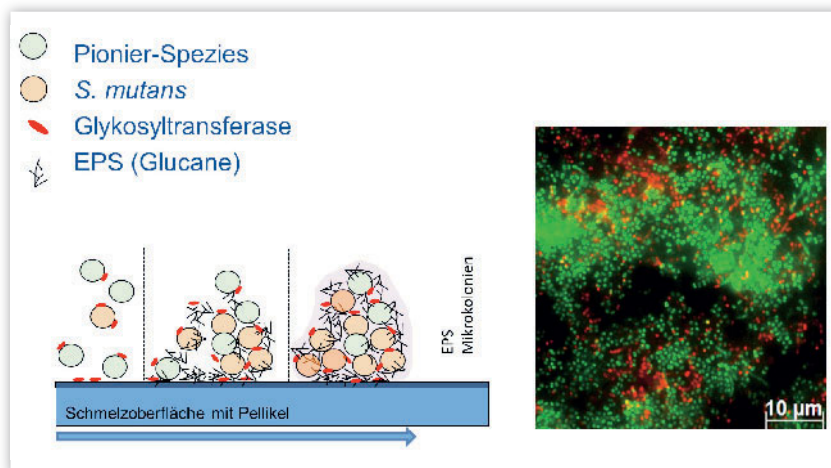 Pionier-Spezies
S. mutans
Glykosyltransferase
EPS (Glucane)
EPS
Mikrokolonien
Schmelzoberfläche mit Pellikel
10 µm